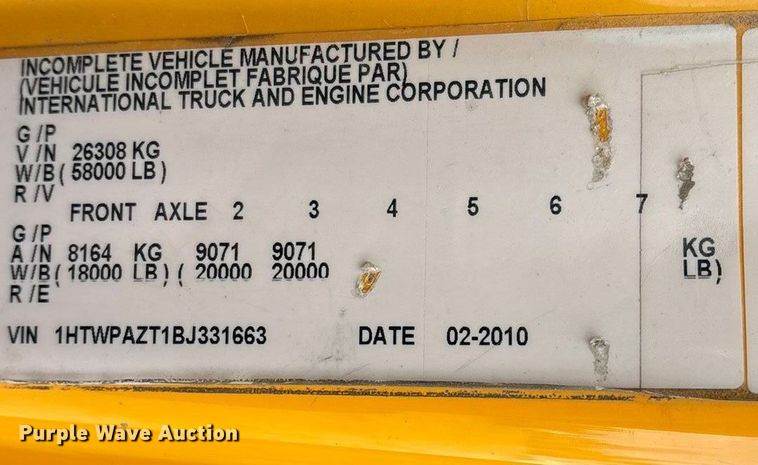 INCOMPLETE VEHICLE MANUFACTURED BY /
(VEHICULE INCOMPLET FABRIQUE PAR)
INTERNATIONAL TRUCK AND ENGINE CORPORATION
G /P
V /N 26308 KG
W/B ( 58000 LB )
R /V
FRONT AXLE 2 3 4 5 6 7
G /P
A /N 8164 KG 9071 9071 KG
W/B ( 18000 LB) ( 20000 20000 LB)
R /E
VIN 1HTWPAZT1BJ331663 DATE 02-2010
Purple Wave Auction